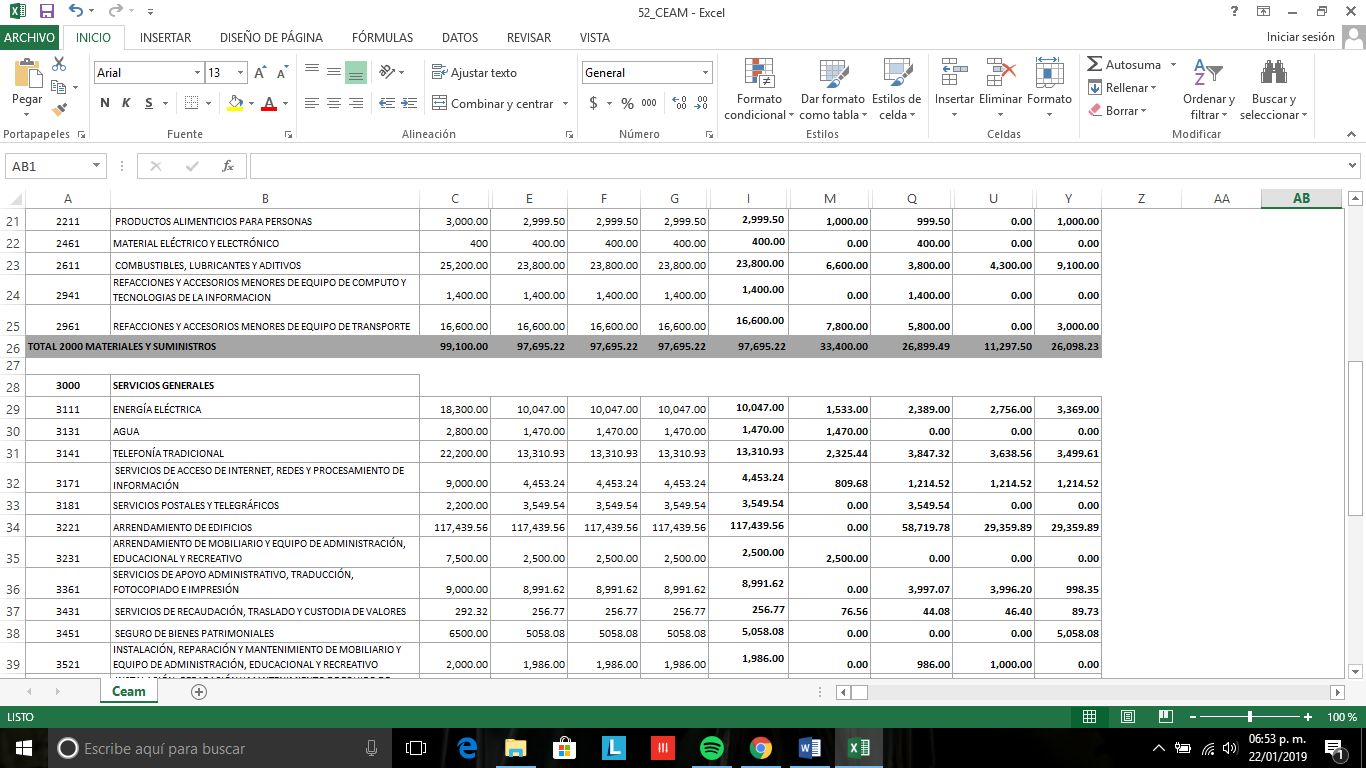 52_CEAM - Excel
ARCHIVO INICIO INSERTAR DISEÑO DE PÁGINA FÓRMULAS DATOS REVISAR VISTA Iniciar sesión
Arial 13 Ajustar texto General Autosuma
Pegar Combinar y centrar Formato condicional Dar formato como tabla Estilos de celda Insertar Eliminar Formato Rellenar Borrar Ordenar y filtrar Buscar y seleccionar
N K S $ % 000
Portapapeles Fuente Alineación Número Estilos Celdas Modificar
AB1 fx
A B C E F G I M Q U Y Z AA AB
21 2211 PRODUCTOS ALIMENTICIOS PARA PERSONAS 3,000.00 2,999.50 2,999.50 2,999.50 2,999.50 1,000.00 999.50 0.00 1,000.00
22 2461 MATERIAL ELÉCTRICO Y ELECTRÓNICO 400 400.00 400.00 400.00 400.00 0.00 400.00 0.00 0.00
23 2611 COMBUSTIBLES, LUBRICANTES Y ADITIVOS 25,200.00 23,800.00 23,800.00 23,800.00 23,800.00 6,600.00 3,800.00 4,300.00 9,100.00
REFACCIONES Y ACCESORIOS MENORES DE EQUIPO DE COMPUTO Y
24 2941 TECNOLOGIAS DE LA INFORMACION 1,400.00 1,400.00 1,400.00 1,400.00 1,400.00 0.00 1,400.00 0.00 0.00
25 2961 REFACCIONES Y ACCESORIOS MENORES DE EQUIPO DE TRANSPORTE 16,600.00 16,600.00 16,600.00 16,600.00 16,600.00 7,800.00 5,800.00 0.00 3,000.00
26 TOTAL 2000 MATERIALES Y SUMINISTROS 99,100.00 97,695.22 97,695.22 97,695.22 97,695.22 33,400.00 26,899.49 11,297.50 26,098.23
27
28 3000 SERVICIOS GENERALES
29 3111 ENERGÍA ELÉCTRICA 18,300.00 10,047.00 10,047.00 10,047.00 10,047.00 1,533.00 2,389.00 2,756.00 3,369.00
30 3131 AGUA 2,800.00 1,470.00 1,470.00 1,470.00 1,470.00 1,470.00 0.00 0.00 0.00
31 3141 TELEFONÍA TRADICIONAL 22,200.00 13,310.93 13,310.93 13,310.93 13,310.93 2,325.44 3,847.32 3,638.56 3,499.61
SERVICIOS DE ACCESO DE INTERNET, REDES Y PROCESAMIENTO DE
32 3171 INFORMACIÓN 9,000.00 4,453.24 4,453.24 4,453.24 4,453.24 809.68 1,214.52 1,214.52 1,214.52
33 3181 SERVICIOS POSTALES Y TELEGRÁFICOS 2,200.00 3,549.54 3,549.54 3,549.54 3,549.54 0.00 3,549.54 0.00 0.00
34 3221 ARRENDAMIENTO DE EDIFICIOS 117,439.56 117,439.56 117,439.56 117,439.56 117,439.56 0.00 58,719.78 29,359.89 29,359.89
ARRENDAMIENTO DE MOBILIARIO Y EQUIPO DE ADMINISTRACIÓN,
35 3231 EDUCACIONAL Y RECREATIVO 7,500.00 2,500.00 2,500.00 2,500.00 2,500.00 2,500.00 0.00 0.00 0.00
SERVICIOS DE APOYO ADMINISTRATIVO, TRADUCCIÓN,
36 3361 FOTOCOPIADO E IMPRESIÓN 9,000.00 8,991.62 8,991.62 8,991.62 8,991.62 0.00 3,997.07 3,996.20 998.35
37 3431 SERVICIOS DE RECAUDACIÓN, TRASLADO Y CUSTODIA DE VALORES 292.32 256.77 256.77 256.77 256.77 76.56 44.08 46.40 89.73
38 3451 SEGURO DE BIENES PATRIMONIALES 6500.00 5058.08 5058.08 5058.08 5,058.08 0.00 0.00 0.00 5,058.08
INSTALACIÓN, REPARACIÓN Y MANTENIMIENTO DE MOBILIARIO Y
39 3521 EQUIPO DE ADMINISTRACIÓN, EDUCACIONAL Y RECREATIVO 2,000.00 1,986.00 1,986.00 1,986.00 1,986.00 0.00 986.00 1,000.00 0.00
Ceam
LISTO 100 %
Escribe aquí para buscar 06:53 p. m.
22/01/2019 1